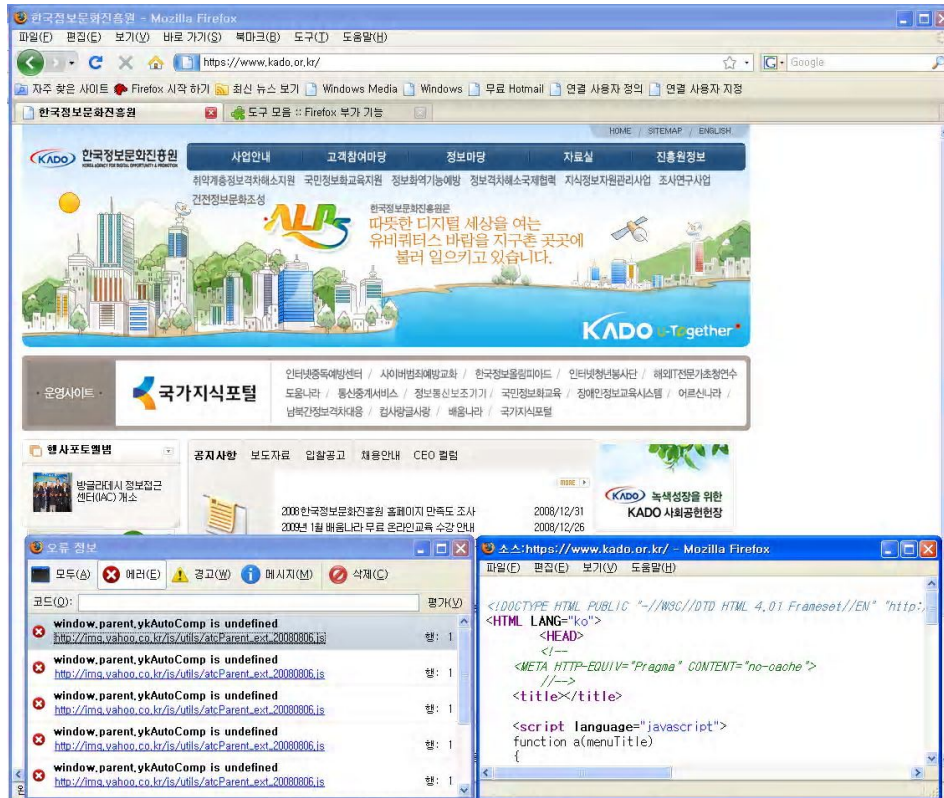 한국정보문화진흥원 - Mozilla Firefox
파일(F) 편집(E) 보기(V) 바로 가기(S) 북마크(B) 도구(T) 도움말(H)
https://www.kado.or.kr/
Google
자주 찾은 사이트 Firefox 시작 하기 최신 뉴스 보기 Windows Media Windows 무료 Hotmail 연결 사용자 정의 연결 사용자 지정
한국정보문화진흥원 도구 모음 :: Firefox 부가 기능
HOME / SITEMAP / ENGLISH
KADO 한국정보문화진흥원
KOREA AGENCY FOR DIGITAL OPPORTUNITY & PROMOTION
사업안내 고객참여마당 정보마당 자료실 진흥원정보
취약계층정보격차해소지원 국민정보화교육지원 정보화역기능예방 정보격차해소국제협력 지식정보자원관리사업 조사연구사업
건전정보문화조성
ALPs
한국정보문화진흥원은
따뜻한 디지털 세상을 여는
유비쿼터스 바람을 지구촌 곳곳에
불러 일으키고 있습니다.
KADO u-Together
· 운영사이트 ·
국가지식포털
인터넷중독예방센터 / 사이버범죄예방교화 / 한국정보올림피아드 / 인터넷청년봉사단 / 해외IT전문가초청연수
도움나라 / 통신중계서비스 / 정보통신보조기기 / 국민정보화교육 / 장애인정보교육시스템 / 어르신나라 /
남북간정보격차대응 / 컴사랑글사랑 / 배움나라 / 국가지식포털
행사포토앨범
방글라데시 정보접근
센터(IAC) 개소
공지사항 보도자료 입찰공고 채용안내 CEO 컬럼
more
2008 한국정보문화진흥원 홈페이지 만족도 조사 2008/12/31
2009년 1월 배움나라 무료 온라인교육 수강 안내 2008/12/26
KADO 녹색성장을 위한
KADO 사회공헌헌장
오류 정보
모두(A) 에러(E) 경고(W) 메시지(M) 삭제(C)
코드(O): 평가(V)
window.parent.ykAutoComp is undefined
http://img.yahoo.co.kr/js/utils/atcParent_ext_20080806.js 행: 1
window.parent.ykAutoComp is undefined
http://img.yahoo.co.kr/js/utils/atcParent_ext_20080806.js 행: 1
window.parent.ykAutoComp is undefined
http://img.yahoo.co.kr/js/utils/atcParent_ext_20080806.js 행: 1
window.parent.ykAutoComp is undefined
http://img.yahoo.co.kr/js/utils/atcParent_ext_20080806.js 행: 1
window.parent.ykAutoComp is undefined
http://img.yahoo.co.kr/js/utils/atcParent_ext_20080806.js 행: 1
소스:https://www.kado.or.kr/ - Mozilla Firefox
파일(F) 편집(E) 보기(V) 도움말(H)
<!DOCTYPE HTML PUBLIC "-//W3C//DTD HTML 4.01 Frameset//EN" "http:/
<HTML LANG="ko">
<HEAD>
<!--
<META HTTP-EQUIV="Pragma" CONTENT="no-cache">
//-->
<title></title>
<script language="javascript">
function a(menuTitle)
{